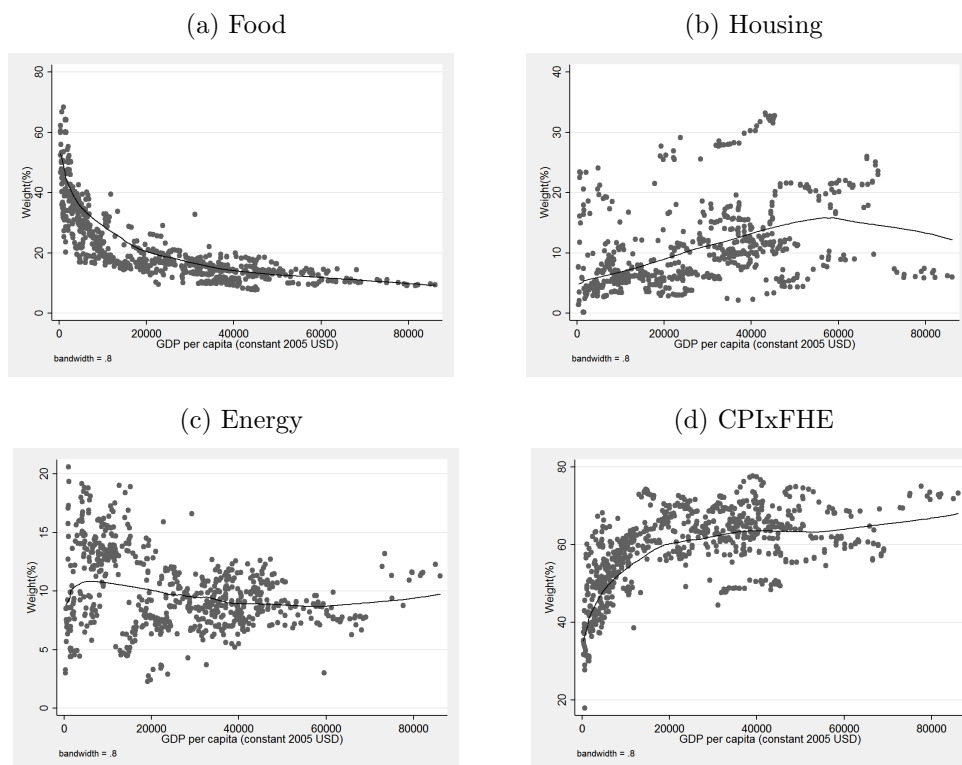 (a) Food
(b) Housing
Weight(%)
0 20 40 60 80
0 20000 40000 60000 80000
GDP per capita (constant 2005 USD)
bandwidth = .8
Weight(%)
0 10 20 30 40
0 20000 40000 60000 80000
GDP per capita (constant 2005 USD)
bandwidth = .8
(c) Energy
(d) CPIxFHE
Weight(%)
0 5 10 15 20
0 20000 40000 60000 80000
GDP per capita (constant 2005 USD)
bandwidth = .8
Weight(%)
20 40 60 80
0 20000 40000 60000 80000
GDP per capita (constant 2005 USD)
bandwidth = .8